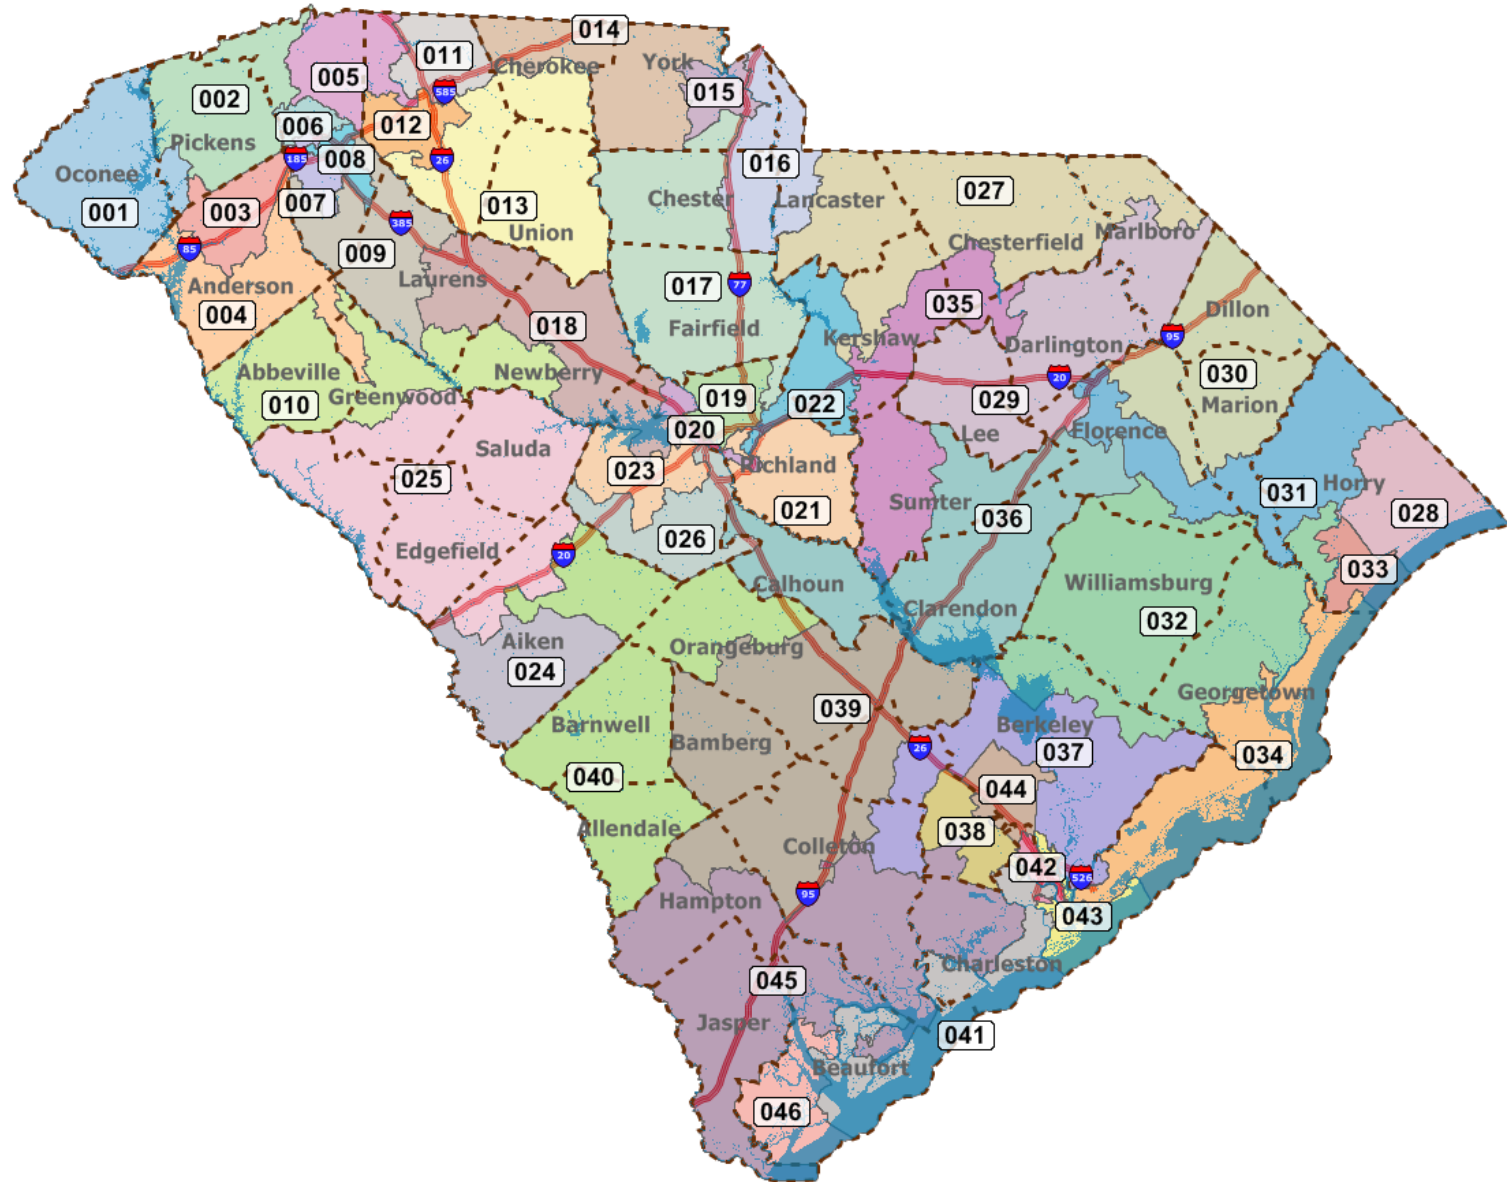 014
011
Cherokee
York
005
002
585
015
006
012
Pickens
185
008
26
016
Oconee
001
003
007
013
Chester
Lancaster
027
385
Union
85
009
Chesterfield
Marlboro
Anderson
Laurens
004
017
77
035
Dillon
018
Fairfield
Kershaw
Darlington
95
Abbeville
Greenwood
Newberry
20
030
010
019
022
029
Marion
020
Lee
Florence
Saluda
023
Richland
025
Sumter
031
Horry
021
036
028
026
Edgefield
20
Calhoun
Williamsburg
033
Clarendon
032
Aiken
024
Orangeburg
Georgetown
039
Barnwell
Bamberg
26
Berkeley
037
034
040
044
Allendale
038
Colleton
042
526
95
Hampton
043
Charleston
045
Jasper
041
Beaufort
046